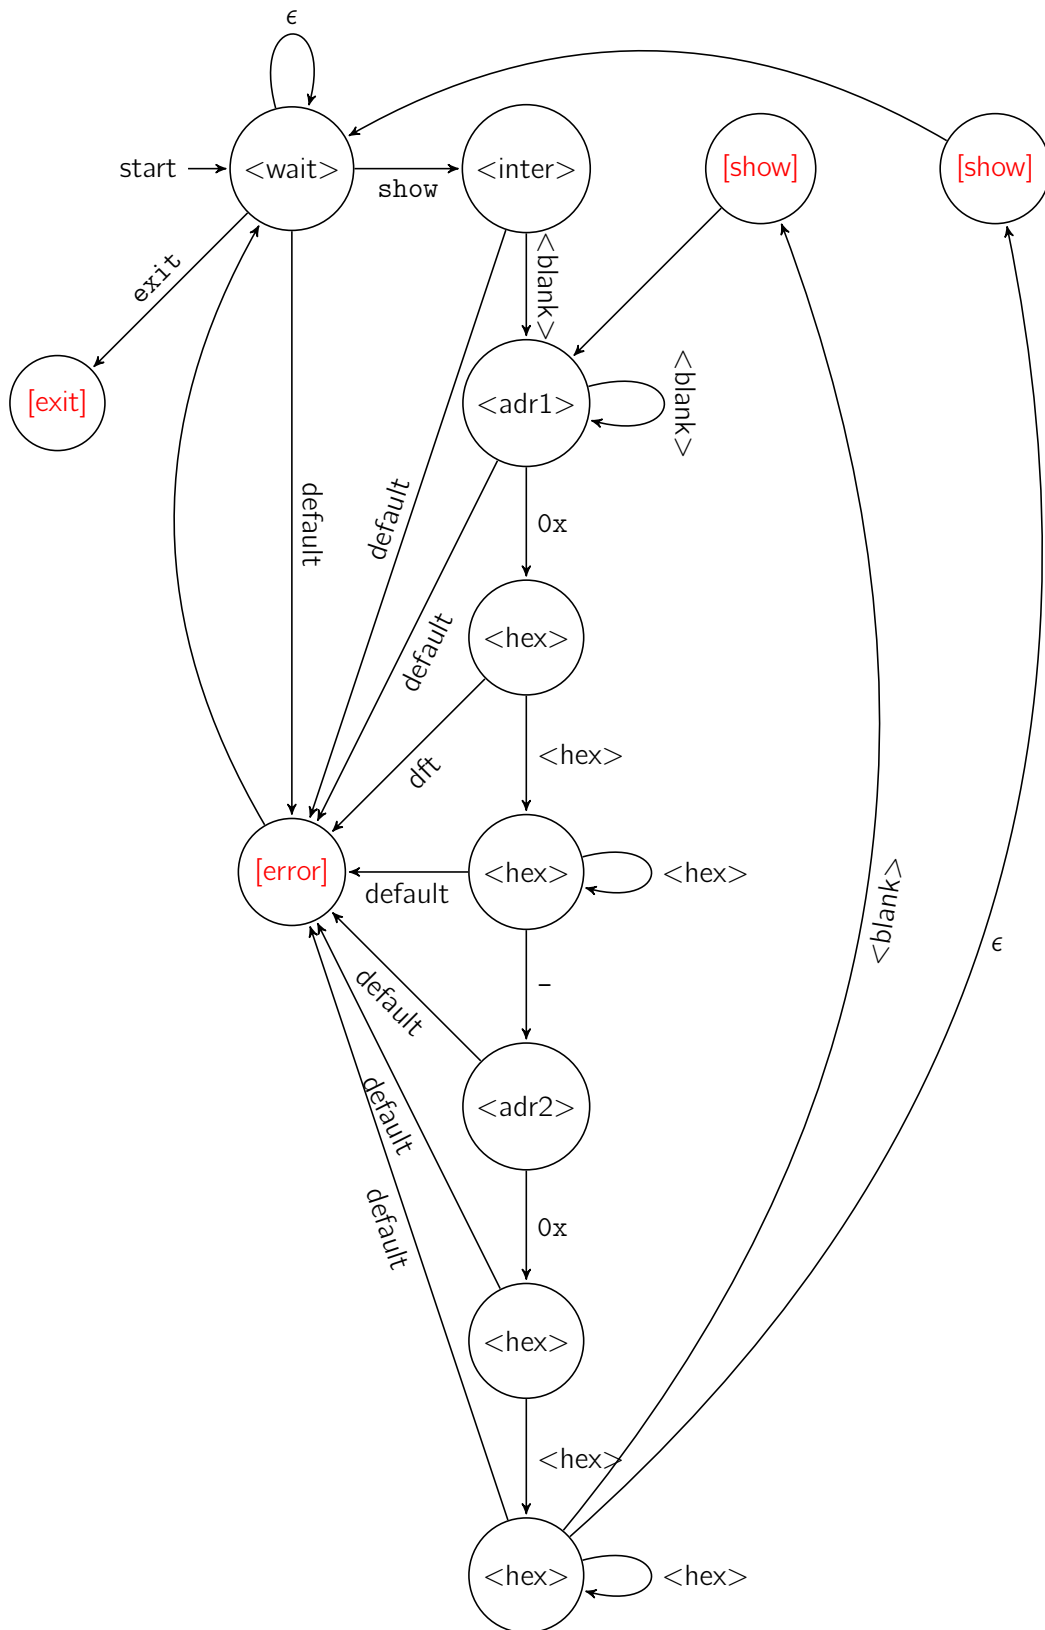 ϵ
start
<wait>
show
<inter>
[show]
[show]
exit
<blank>
[exit]
<adr1>
<blank>
default
default
0x
default
<hex>
dft
<hex>
[error]
default
<hex>
<hex>
<blank>
ϵ
-
default
<adr2>
default
default
0x
<hex>
<hex>
<hex>
<hex>